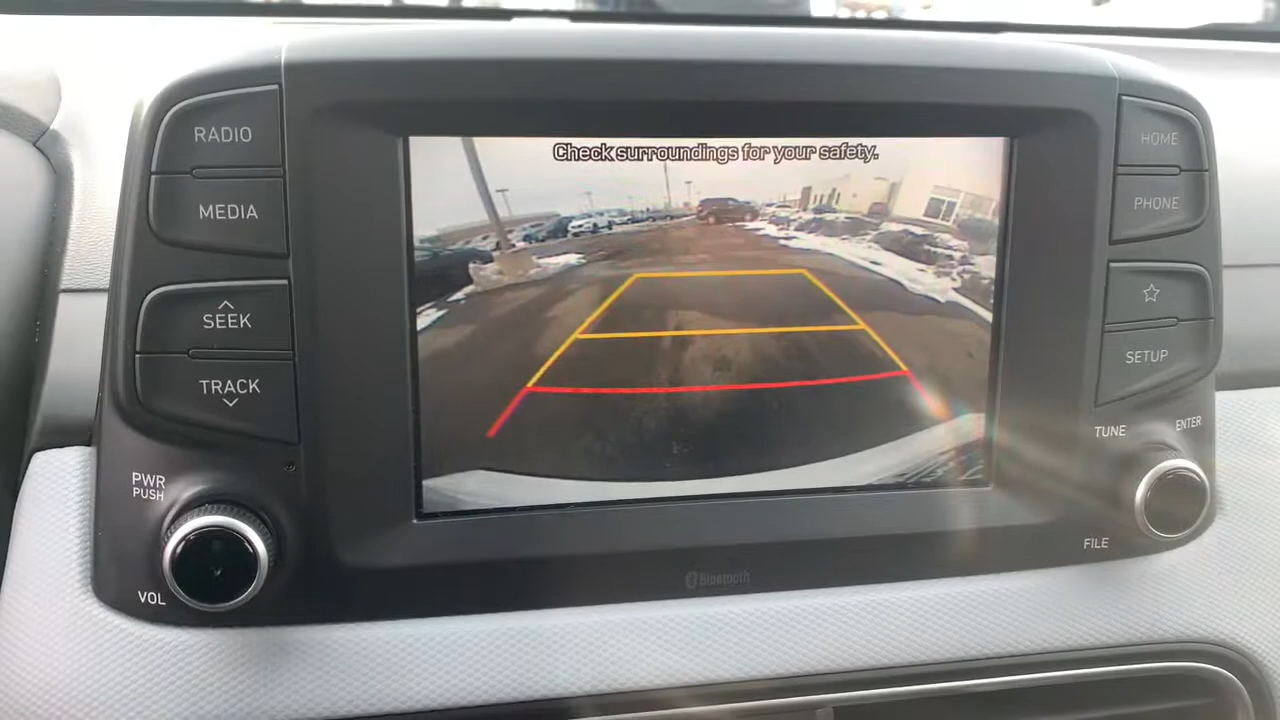 Check surroundings for your safety.
RADIO
MEDIA
SEEK
TRACK
PWR
PUSH
VOL
HOME
PHONE
SETUP
TUNE
ENTER
FILE
Bluetooth